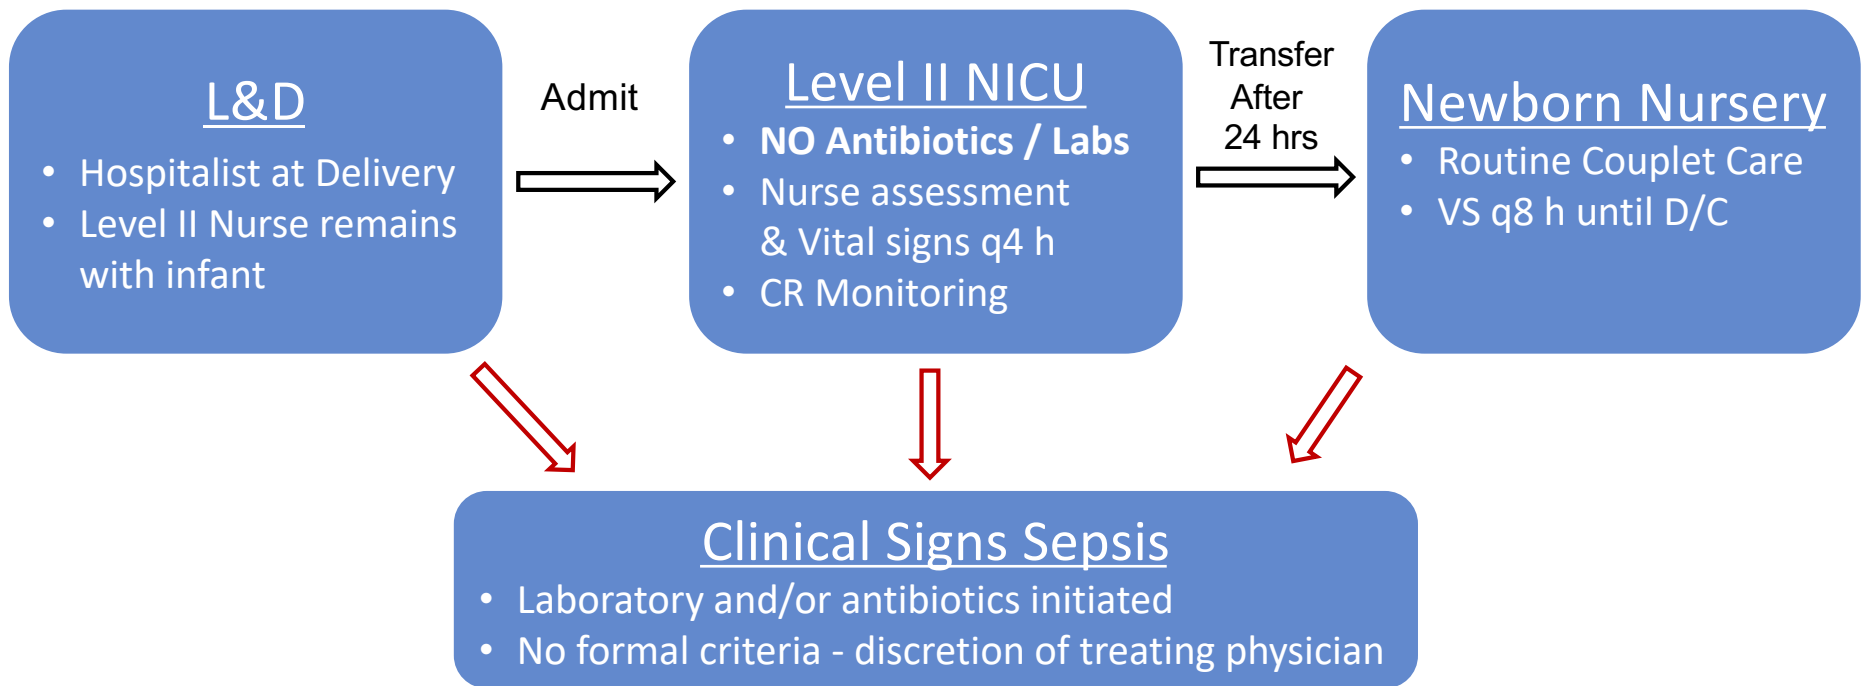 L&D
• Hospitalist at Delivery
• Level II Nurse remains
with infant
Admit
Level II NICU
• NO Antibiotics / Labs
• Nurse assessment
& Vital signs q4 h
• CR Monitoring
Transfer
After
24 hrs
Newborn Nursery
• Routine Couplet Care
• VS q8 h until D/C
Clinical Signs Sepsis
• Laboratory and/or antibiotics initiated
• No formal criteria - discretion of treating physician